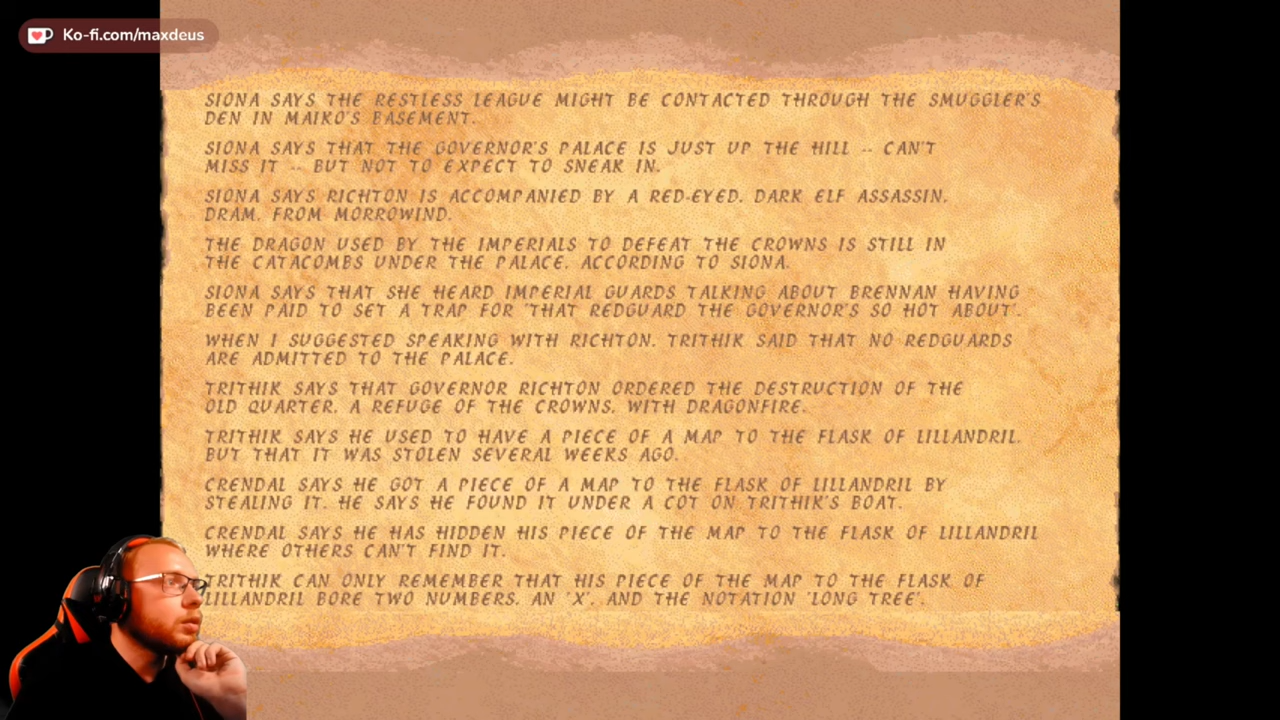 Ko-fi.com/maxdeus
SIONA SAYS THE RESTLESS LEAGUE MIGHT BE CONTACTED THROUGH THE SMUGGLER'S
DEN IN MAIKO'S BASEMENT.
SIONA SAYS THAT THE GOVERNOR'S PALACE IS JUST UP THE HILL -- CAN'T
MISS IT -- BUT NOT TO EXPECT TO SNEAK IN.
SIONA SAYS RICHTON IS ACCOMPANIED BY A RED-EYED, DARK ELF ASSASSIN,
DRAM, FROM MORROWIND.
THE DRAGON USED BY THE IMPERIALS TO DEFEAT THE CROWNS IS STILL IN
THE CATACOMBS UNDER THE PALACE, ACCORDING TO SIONA.
SIONA SAYS THAT SHE HEARD IMPERIAL GUARDS TALKING ABOUT BRENNAN HAVING
BEEN PAID TO SET A TRAP FOR 'THAT REDGUARD THE GOVERNOR'S SO HOT ABOUT'.
WHEN I SUGGESTED SPEAKING WITH RICHTON, TRITHIK SAID THAT NO REDGUARDS
ARE ADMITTED TO THE PALACE.
TRITHIK SAYS THAT GOVERNOR RICHTON ORDERED THE DESTRUCTION OF THE
OLD QUARTER, A REFUGE OF THE CROWNS, WITH DRAGONFIRE.
TRITHIK SAYS HE USED TO HAVE A PIECE OF A MAP TO THE FLASK OF LILLANDRIL,
BUT THAT IT WAS STOLEN SEVERAL WEEKS AGO.
CRENDAL SAYS HE GOT A PIECE OF A MAP TO THE FLASK OF LILLANDRIL BY
STEALING IT. HE SAYS HE FOUND IT UNDER A COT ON TRITHIK'S BOAT.
CRENDAL SAYS HE HAS HIDDEN HIS PIECE OF THE MAP TO THE FLASK OF LILLANDRIL
WHERE OTHERS CAN'T FIND IT.
TRITHIK CAN ONLY REMEMBER THAT HIS PIECE OF THE MAP TO THE FLASK OF
LILLANDRIL BORE TWO NUMBERS, AN 'X', AND THE NOTATION 'LONG TREE'.